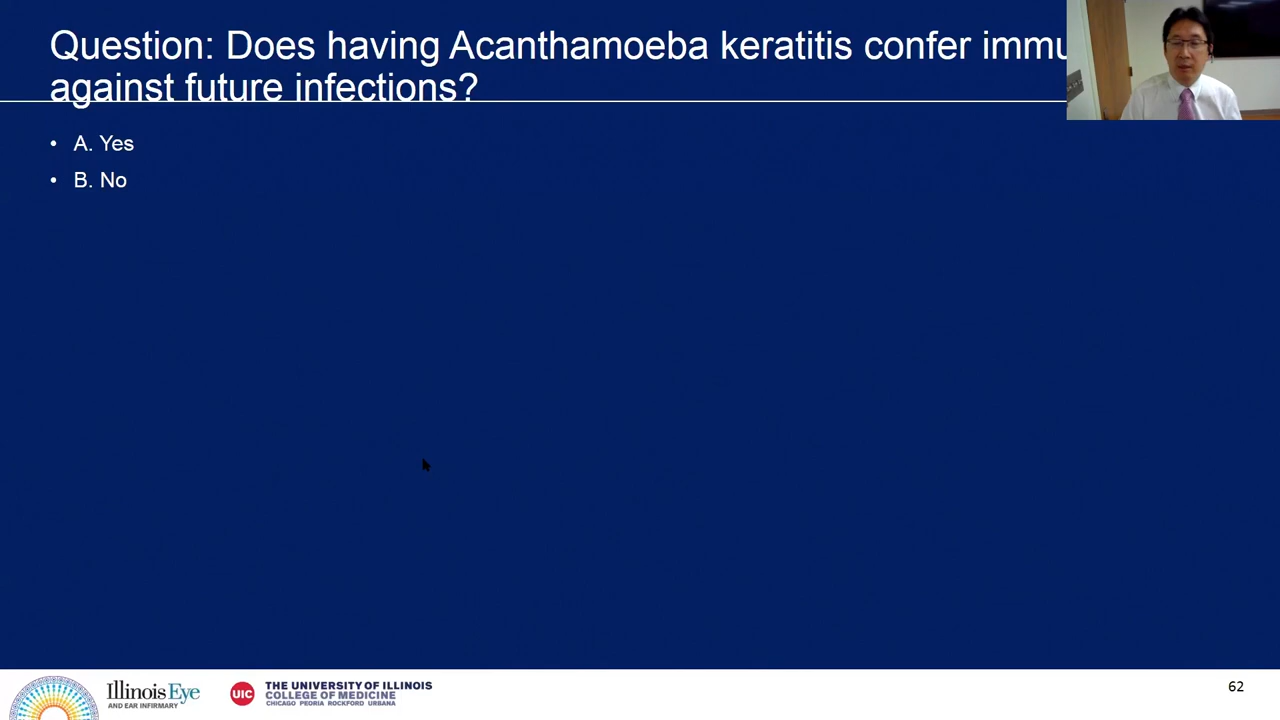 Question: Does having Acanthamoeba keratitis confer immu
against future infections?
• A. Yes
• B. No
Illinois Eye
AND EAR INFIRMARY
UIC
THE UNIVERSITY OF ILLINOIS
COLLEGE OF MEDICINE
CHICAGO PEORIA ROCKFORD URBANA
62